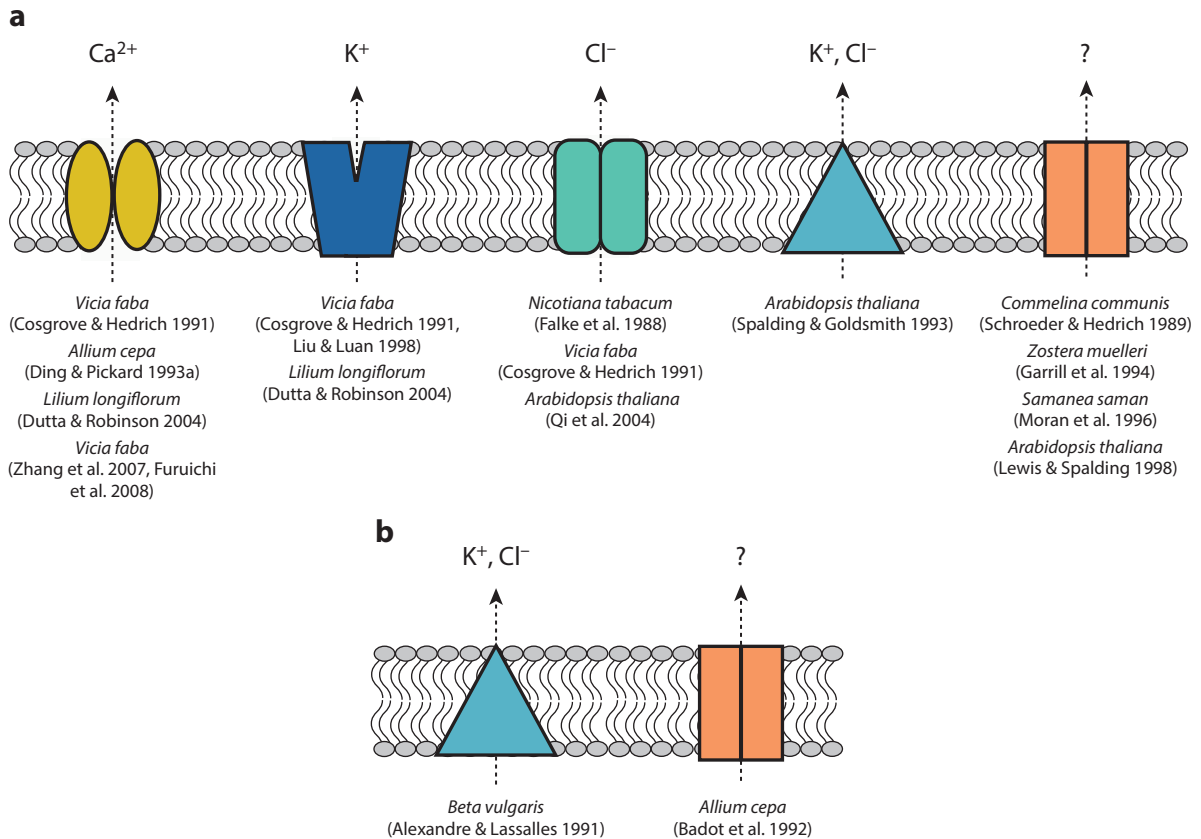 a
Ca²⁺
K⁺
Cl⁻
K⁺, Cl⁻
?
Vicia faba
(Cosgrove & Hedrich 1991)
Allium cepa
(Ding & Pickard 1993a)
Lilium longiflorum
(Dutta & Robinson 2004)
Vicia faba
(Zhang et al. 2007, Furuichi
et al. 2008)
Vicia faba
(Cosgrove & Hedrich 1991,
Liu & Luan 1998)
Lilium longiflorum
(Dutta & Robinson 2004)
Nicotiana tabacum
(Falke et al. 1988)
Vicia faba
(Cosgrove & Hedrich 1991)
Arabidopsis thaliana
(Qi et al. 2004)
Arabidopsis thaliana
(Spalding & Goldsmith 1993)
Commelina communis
(Schroeder & Hedrich 1989)
Zostera muelleri
(Garrill et al. 1994)
Samanea saman
(Moran et al. 1996)
Arabidopsis thaliana
(Lewis & Spalding 1998)
b
K⁺, Cl⁻
?
Beta vulgaris
(Alexandre & Lassalles 1991)
Allium cepa
(Badot et al. 1992)